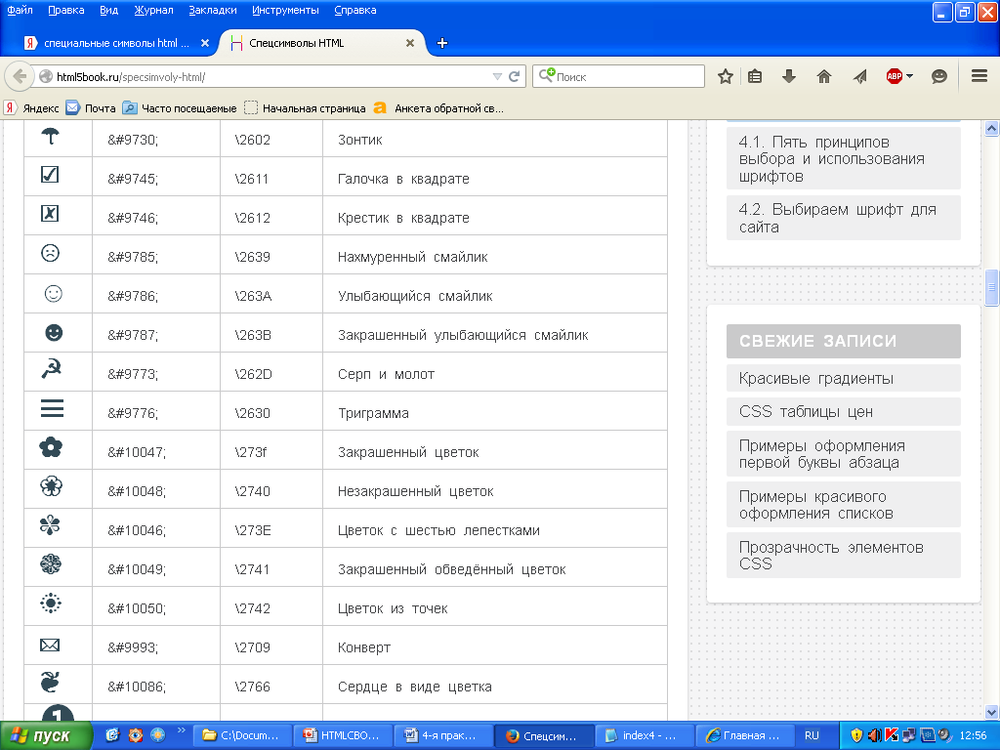 Файл Правка Вид Журнал Закладки Инструменты Справка
Я специальные символы html ... × Спецсимволы HTML × +
html5book.ru/specsimvoly-html/ Поиск ABP
Я Яндекс Почта Часто посещаемые Начальная страница a Анкета обратной св...
&#9730; \2602 Зонтик
&#9745; \2611 Галочка в квадрате
&#9746; \2612 Крестик в квадрате
&#9785; \2639 Нахмуренный смайлик
&#9786; \263A Улыбающийся смайлик
&#9787; \263B Закрашенный улыбающийся смайлик
&#9773; \262D Серп и молот
&#9776; \2630 Триграмма
&#10047; \273f Закрашенный цветок
&#10048; \2740 Незакрашенный цветок
&#10046; \273E Цветок с шестью лепестками
&#10049; \2741 Закрашенный обведённый цветок
&#10050; \2742 Цветок из точек
&#9993; \2709 Конверт
&#10086; \2766 Сердце в виде цветка
1
4.1. Пять принципов
выбора и использования
шрифтов
4.2. Выбираем шрифт для
сайта
СВЕЖИЕ ЗАПИСИ
Красивые градиенты
CSS таблицы цен
Примеры оформления
первой буквы абзаца
Примеры красивого
оформления списков
Прозрачность элементов
CSS
пуск » C:\Docum... HTMLCBO... 4-я прак... Спецсим... index4 - ... Главная ... RU 12:56